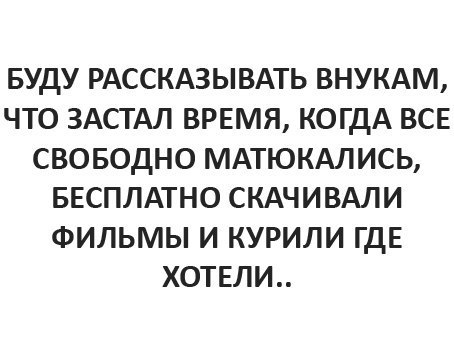 БУДУ РАССКАЗЫВАТЬ ВНУКАМ,
ЧТО ЗАСТАЛ ВРЕМЯ, КОГДА ВСЕ
СВОБОДНО МАТЮКАЛИСЬ,
БЕСПЛАТНО СКАЧИВАЛИ
ФИЛЬМЫ И КУРИЛИ ГДЕ
ХОТЕЛИ..